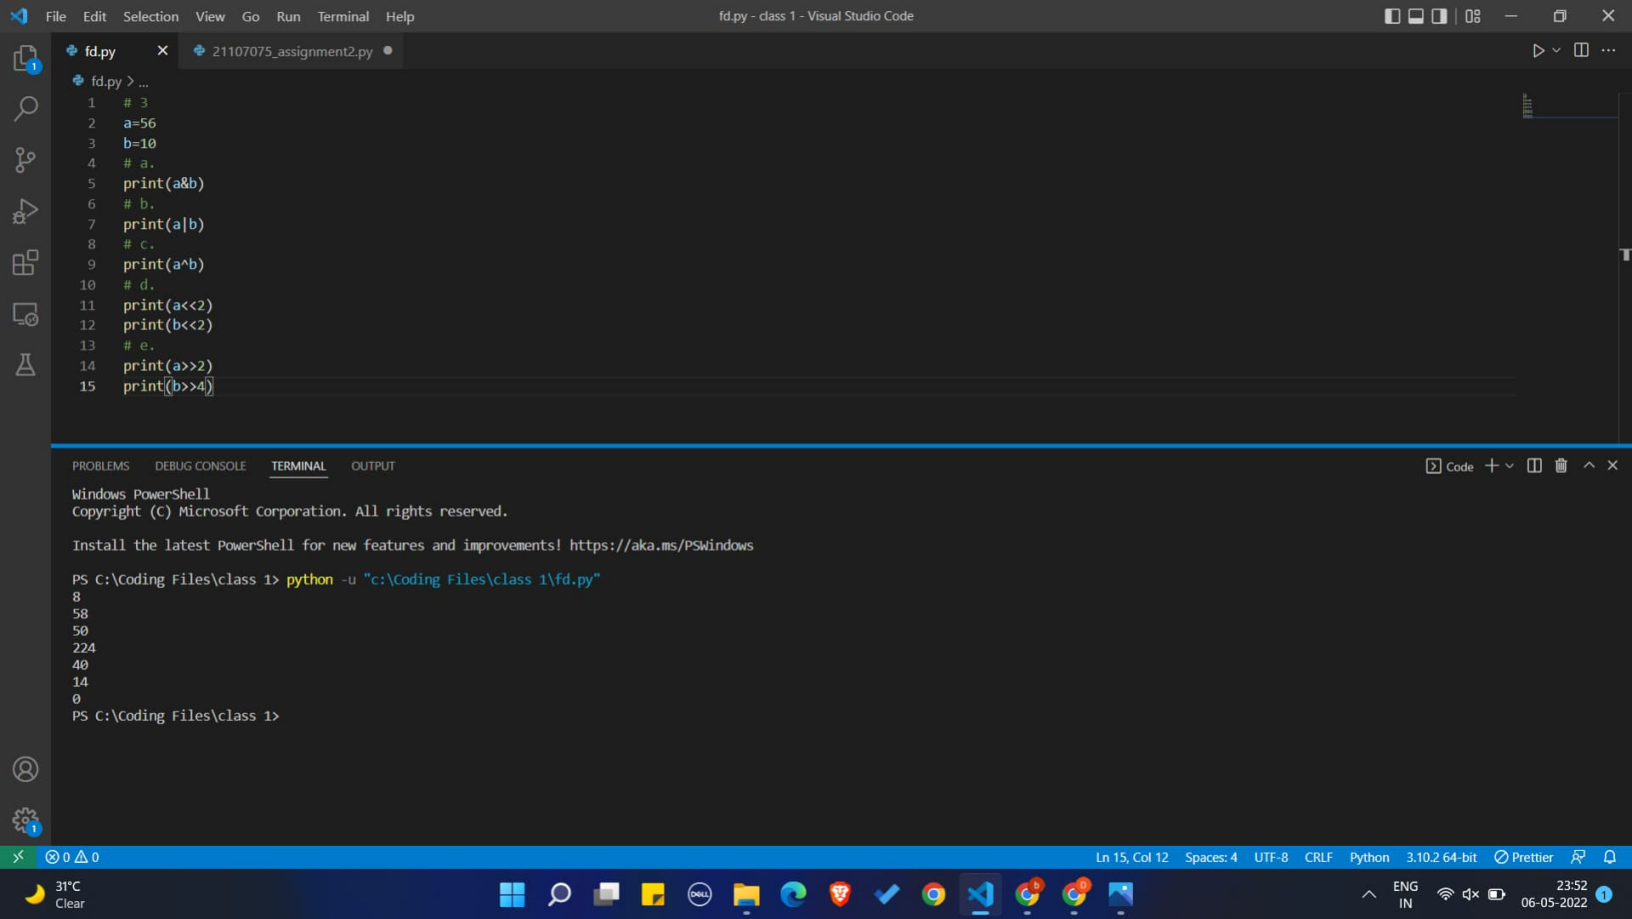 File Edit Selection View Go Run Terminal Help fd.py - class 1 - Visual Studio Code
fd.py 21107075_assignment2.py
fd.py > ...
1 # 3
2 a=56
3 b=10
4 # a.
5 print(a&b)
6 # b.
7 print(a|b)
8 # c.
9 print(a^b)
10 # d.
11 print(a<<2)
12 print(b<<2)
13 # e.
14 print(a>>2)
15 print(b>>4)
PROBLEMS DEBUG CONSOLE TERMINAL OUTPUT Code
Windows PowerShell
Copyright (C) Microsoft Corporation. All rights reserved.
Install the latest PowerShell for new features and improvements! https://aka.ms/PSWindows
PS C:\Coding Files\class 1> python -u "c:\Coding Files\class 1\fd.py"
8
58
50
224
40
14
0
PS C:\Coding Files\class 1>
1
1
0 0 Ln 15, Col 12 Spaces: 4 UTF-8 CRLF Python 3.10.2 64-bit Prettier
31°C
Clear
DELL
b
D
ENG
IN
23:52
06-05-2022
1